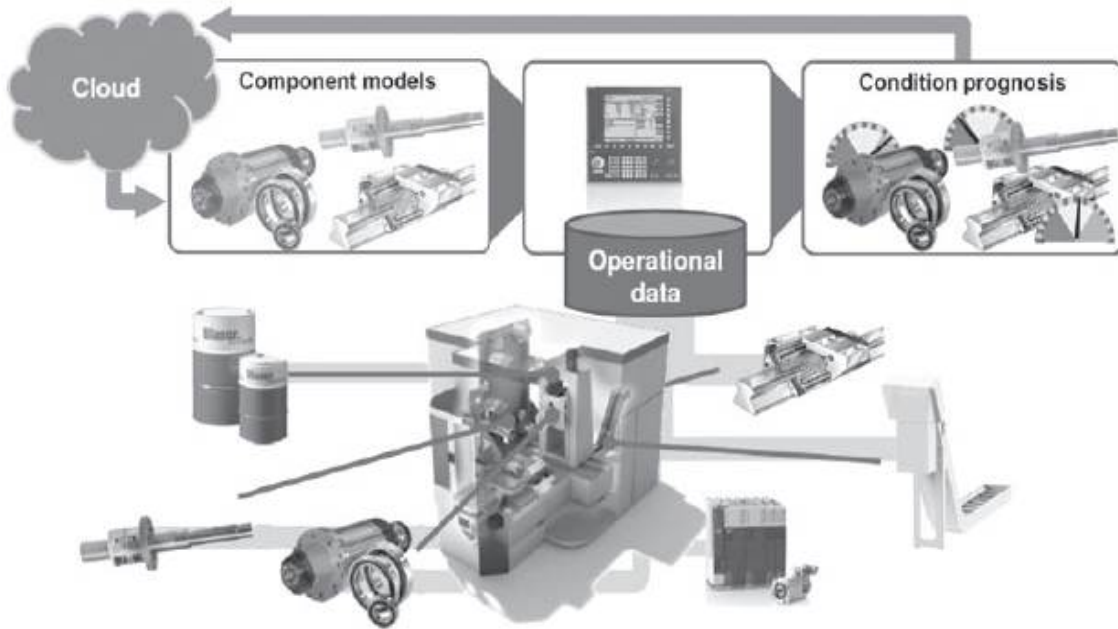 Cloud
Component models
Condition prognosis
Operational
data